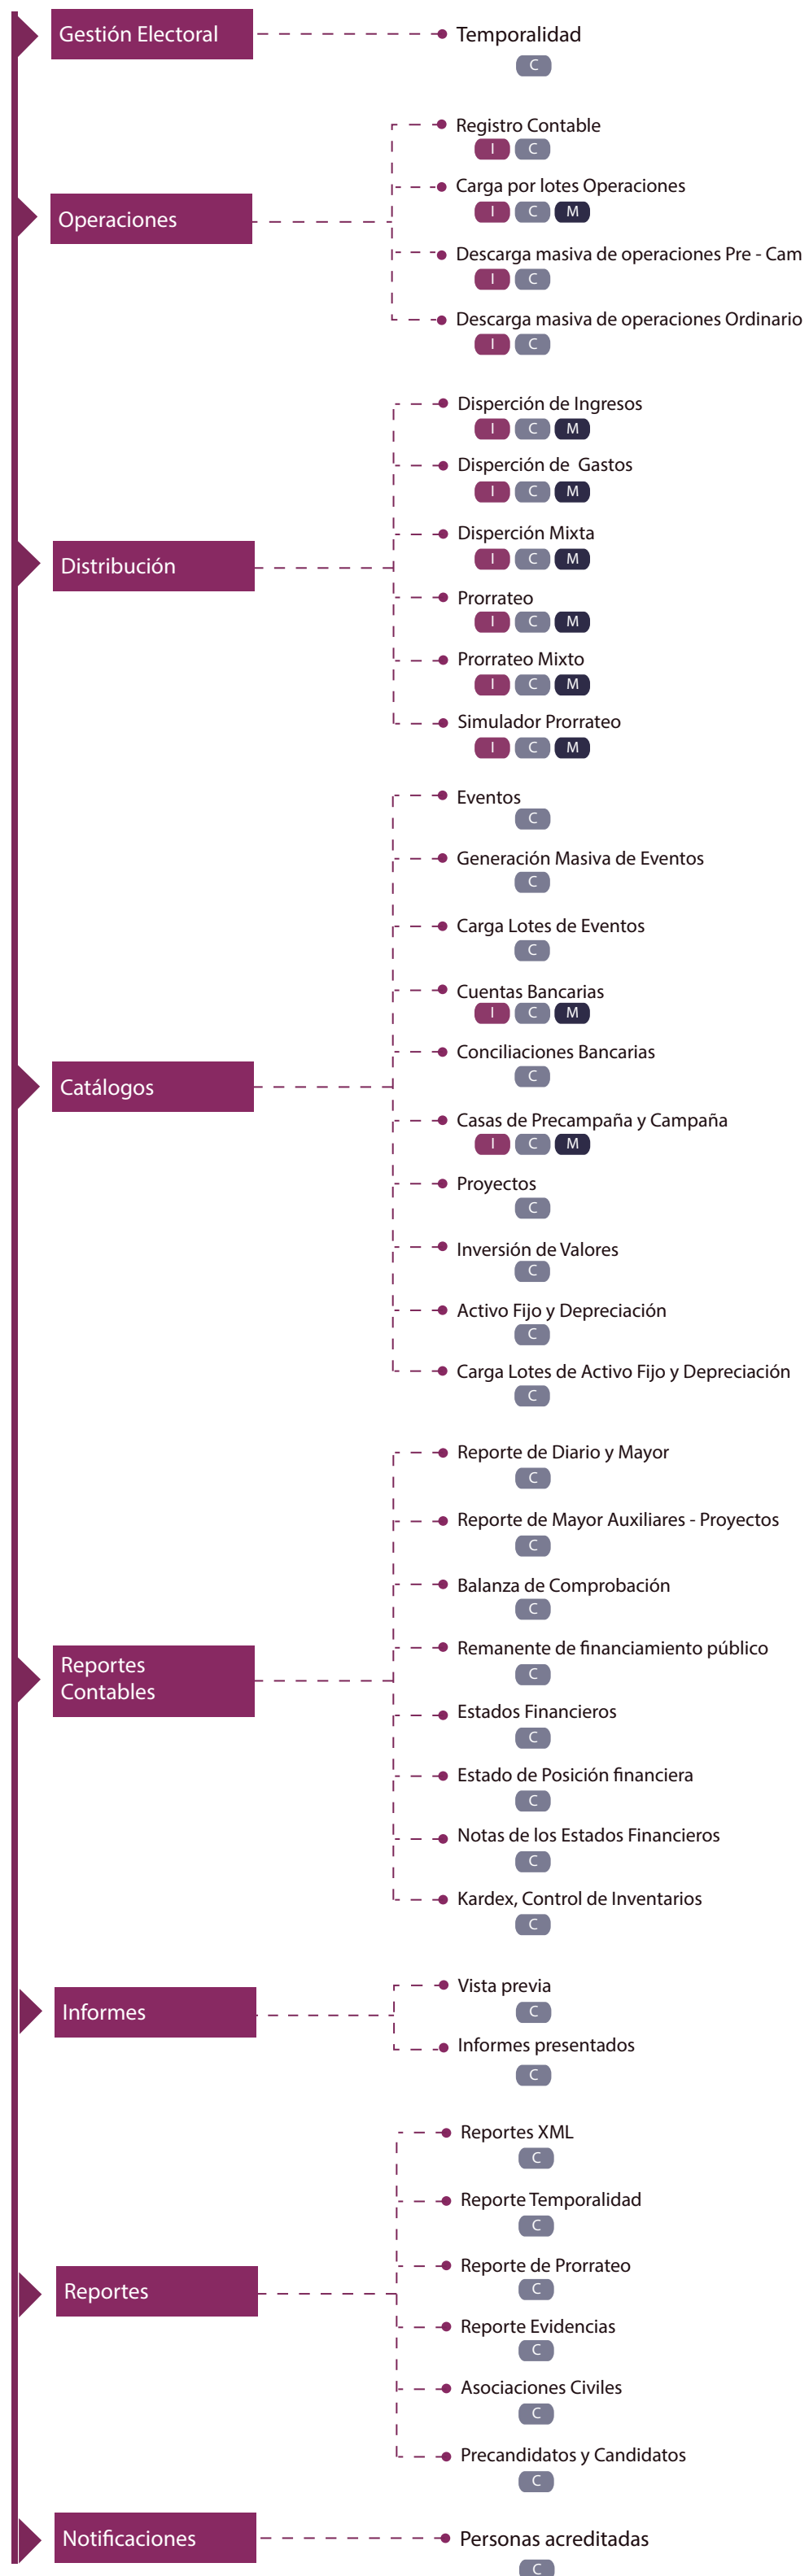 Gestión Electoral
Temporalidad
C
Operaciones
Registro Contable
I C
Carga por lotes Operaciones
I C M
Descarga masiva de operaciones Pre - Cam
I C
Descarga masiva de operaciones Ordinario
I C
Distribución
Disperción de Ingresos
I C M
Disperción de Gastos
I C M
Disperción Mixta
I C M
Prorrateo
I C M
Prorrateo Mixto
I C M
Simulador Prorrateo
I C M
Catálogos
Eventos
C
Generación Masiva de Eventos
C
Carga Lotes de Eventos
C
Cuentas Bancarias
I C M
Conciliaciones Bancarias
C
Casas de Precampaña y Campaña
I C M
Proyectos
C
Inversión de Valores
C
Activo Fijo y Depreciación
C
Carga Lotes de Activo Fijo y Depreciación
C
Reportes
Contables
Reporte de Diario y Mayor
C
Reporte de Mayor Auxiliares - Proyectos
C
Balanza de Comprobación
C
Remanente de financiamiento público
C
Estados Financieros
C
Estado de Posición financiera
C
Notas de los Estados Financieros
C
Kardex, Control de Inventarios
C
Informes
Vista previa
C
Informes presentados
C
Reportes
Reportes XML
C
Reporte Temporalidad
C
Reporte de Prorrateo
C
Reporte Evidencias
C
Asociaciones Civiles
C
Precandidatos y Candidatos
C
Notificaciones
Personas acreditadas
C